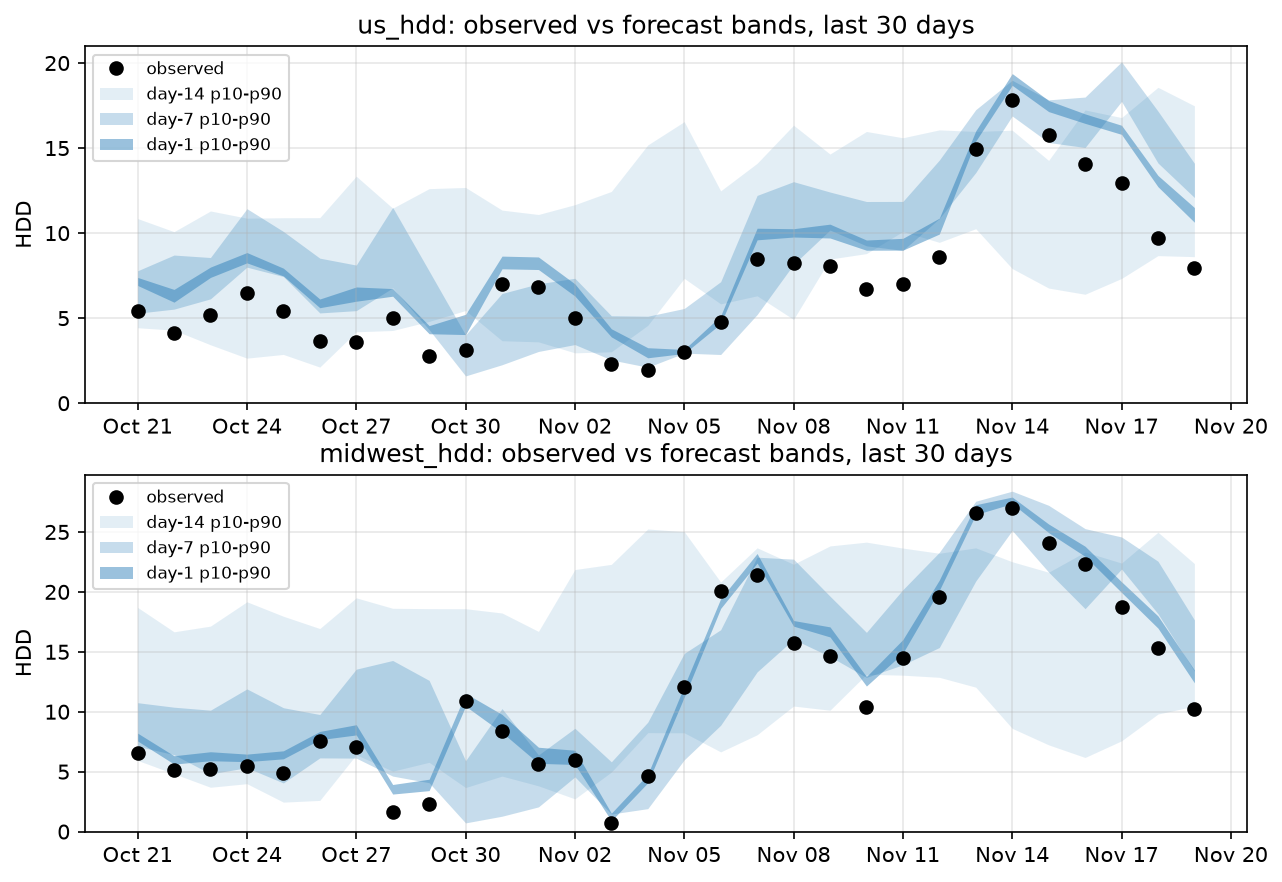 us_hdd: observed vs forecast bands, last 30 days
20
15
10
5
0
HDD
observed
day-14 p10-p90
day-7 p10-p90
day-1 p10-p90
Oct 21 Oct 24 Oct 27 Oct 30 Nov 02 Nov 05 Nov 08 Nov 11 Nov 14 Nov 17 Nov 20
midwest_hdd: observed vs forecast bands, last 30 days
25
20
15
10
5
0
HDD
observed
day-14 p10-p90
day-7 p10-p90
day-1 p10-p90
Oct 21 Oct 24 Oct 27 Oct 30 Nov 02 Nov 05 Nov 08 Nov 11 Nov 14 Nov 17 Nov 20